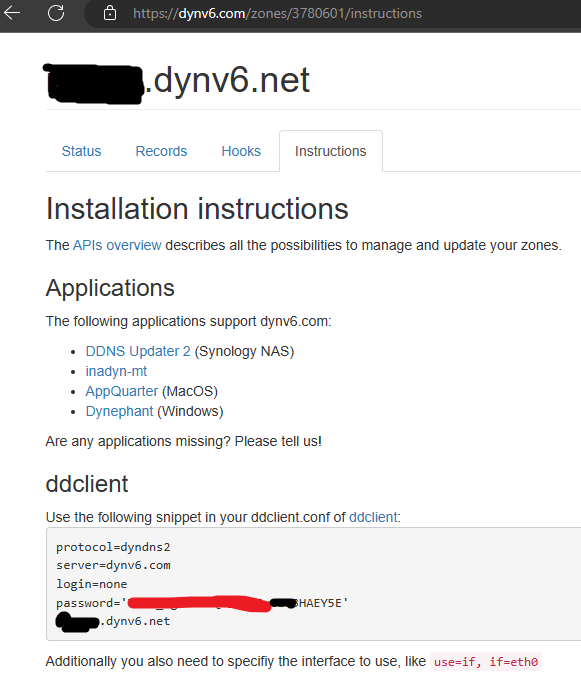 https://dynv6.com/zones/3780601/instructions
.dynv6.net
Status Records Hooks Instructions
Installation instructions
The APIs overview describes all the possibilities to manage and update your zones.
Applications
The following applications support dynv6.com:
DDNS Updater 2 (Synology NAS)
inadyn-mt
AppQuarter (MacOS)
Dynephant (Windows)
Are any applications missing? Please tell us!
ddclient
Use the following snippet in your ddclient.conf of ddclient:
protocol=dyndns2
server=dynv6.com
login=none
password=' HAEY5E'
.dynv6.net
Additionally you also need to specifiy the interface to use, like use=if, if=eth0